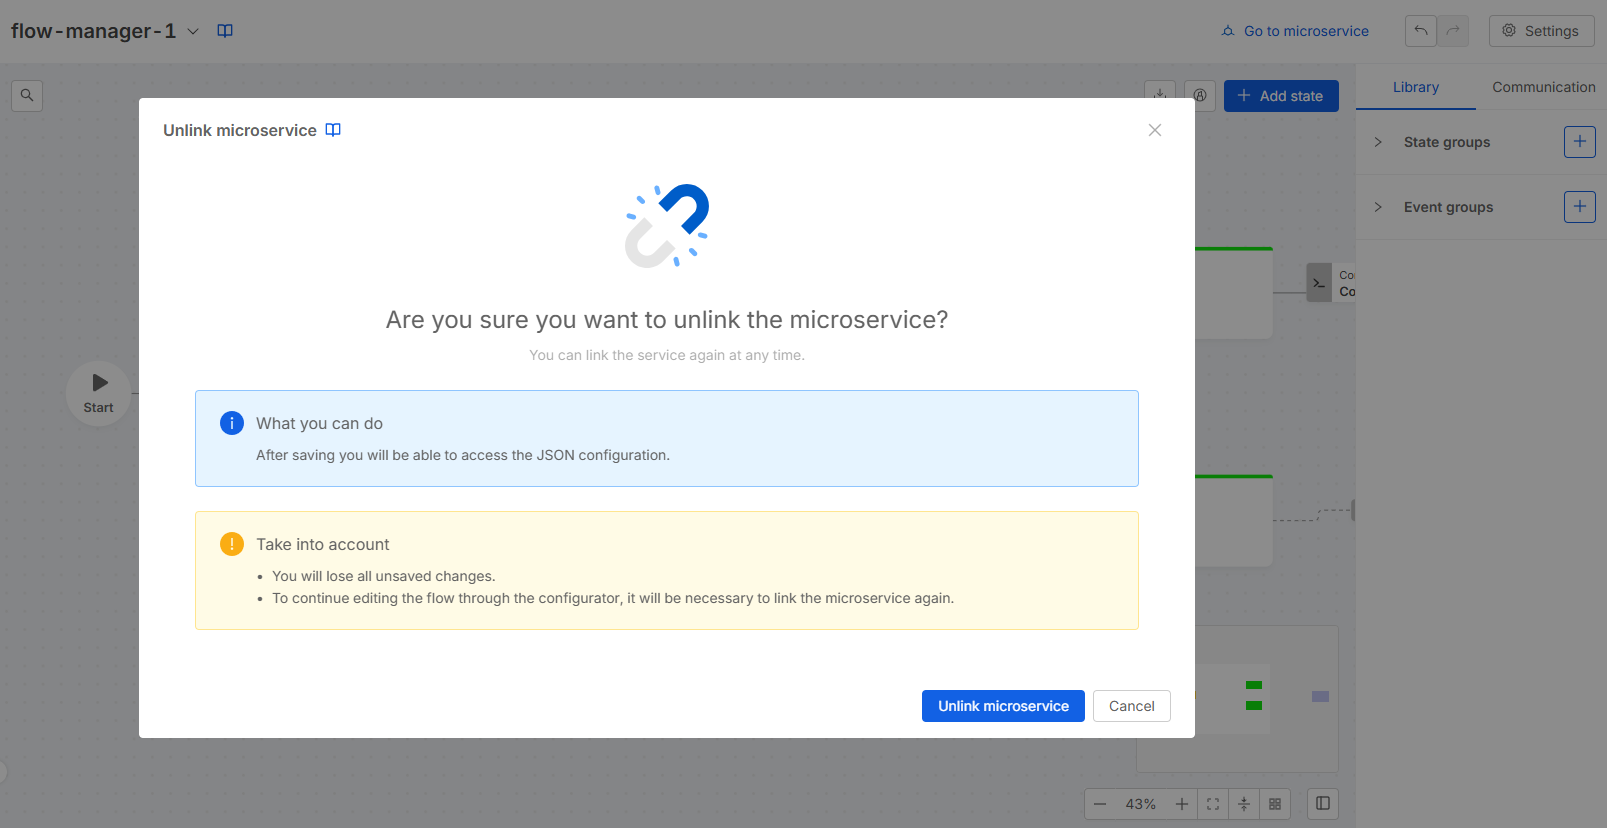 flow-manager-1
Go to microservice
Settings
Add state
Library
Communication
State groups
Event groups
Start
Unlink microservice
Are you sure you want to unlink the microservice?
You can link the service again at any time.
What you can do
After saving you will be able to access the JSON configuration.
Take into account
• You will lose all unsaved changes.
• To continue editing the flow through the configurator, it will be necessary to link the microservice again.
Unlink microservice
Cancel
Co
Co
43%